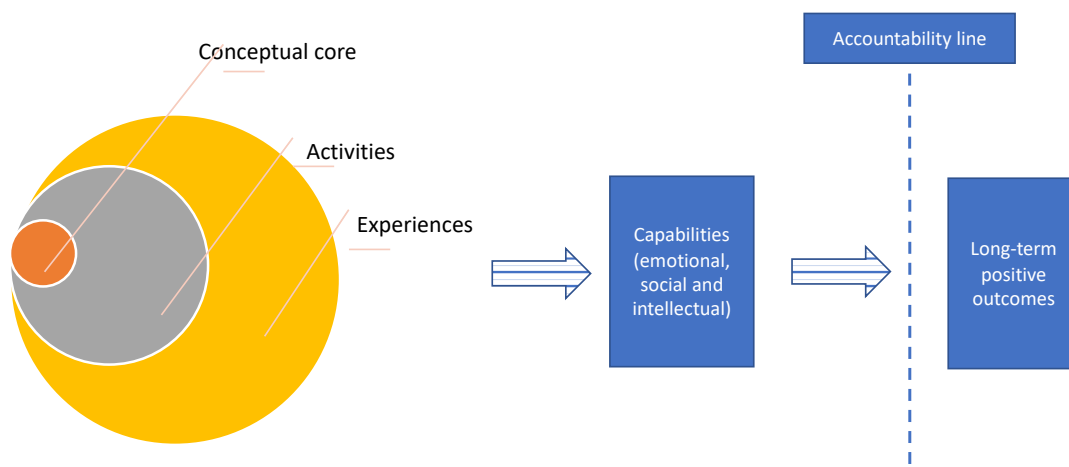 Conceptual core
Activities
Experiences
Capabilities
(emotional,
social and
intellectual)
Accountability line
Long-term
positive
outcomes